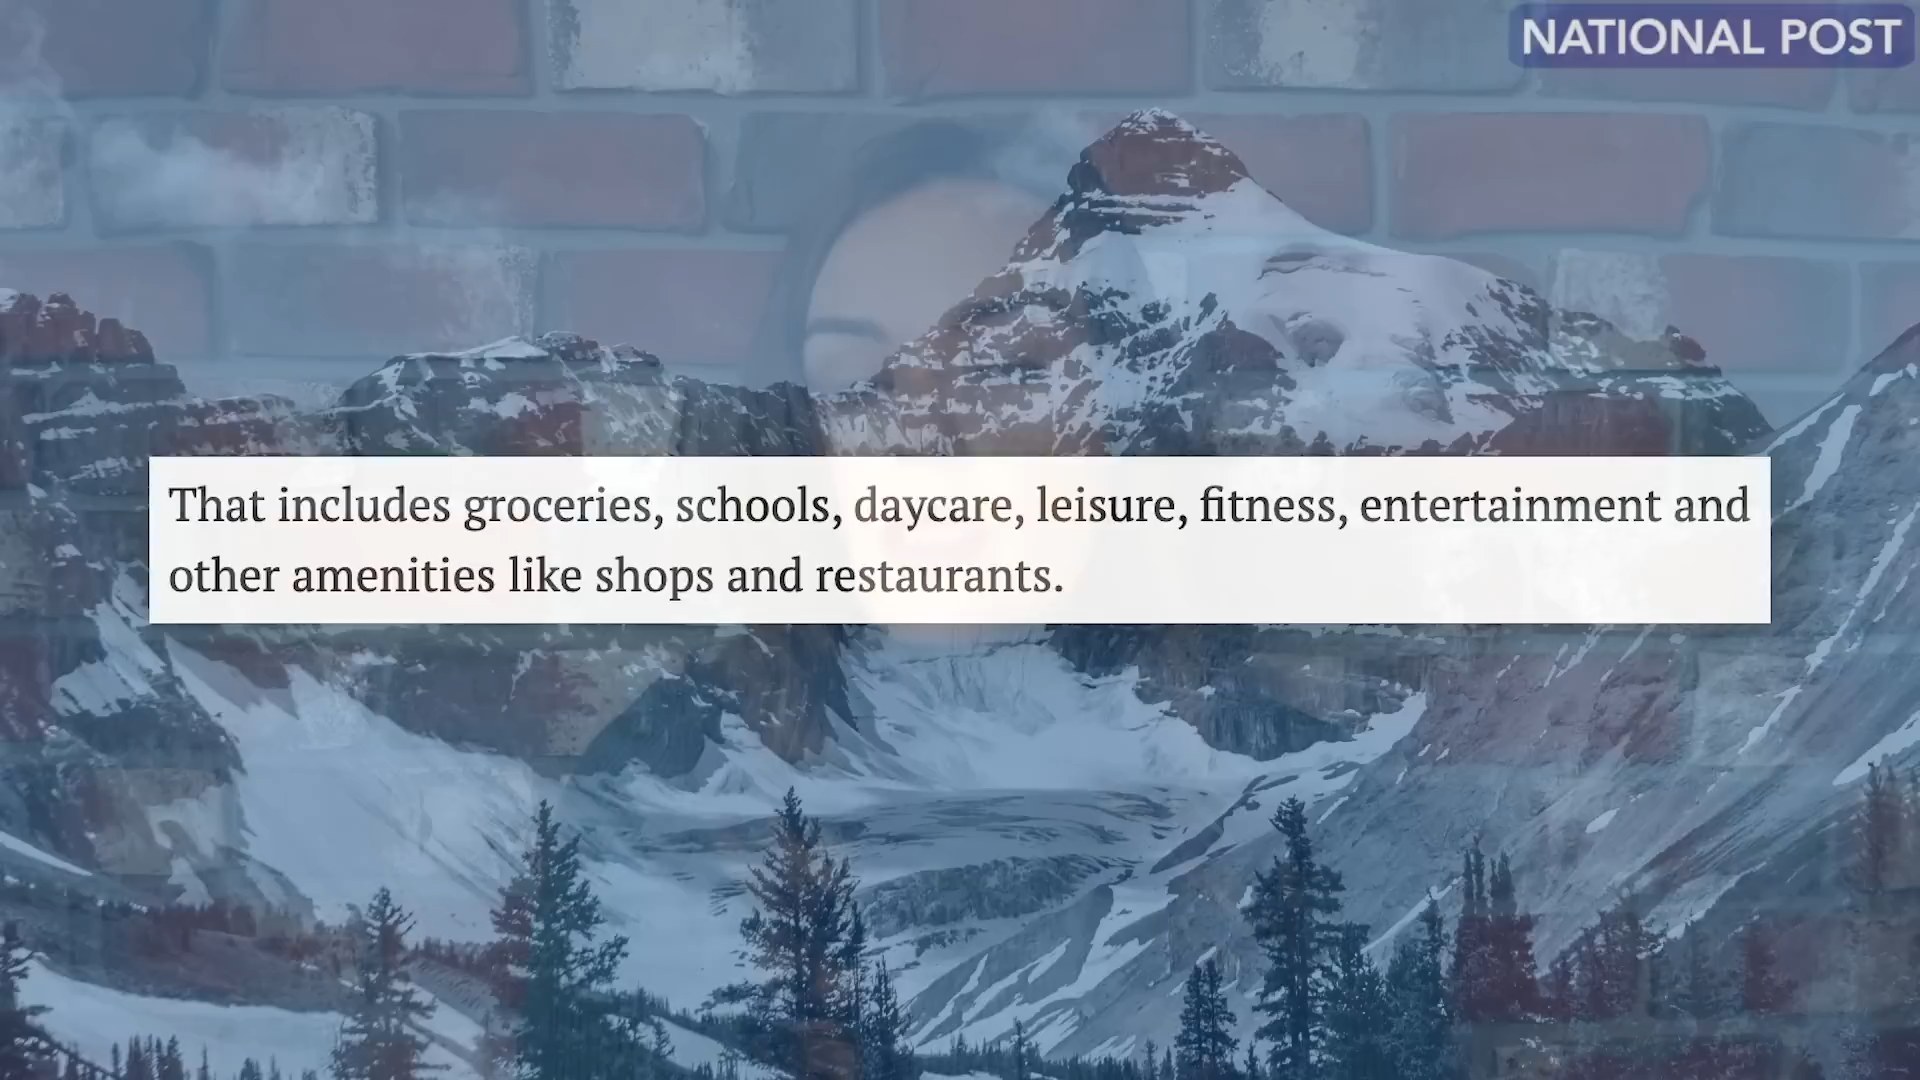 NATIONAL POST
That includes groceries, schools, daycare, leisure, fitness, entertainment and
other amenities like shops and restaurants.